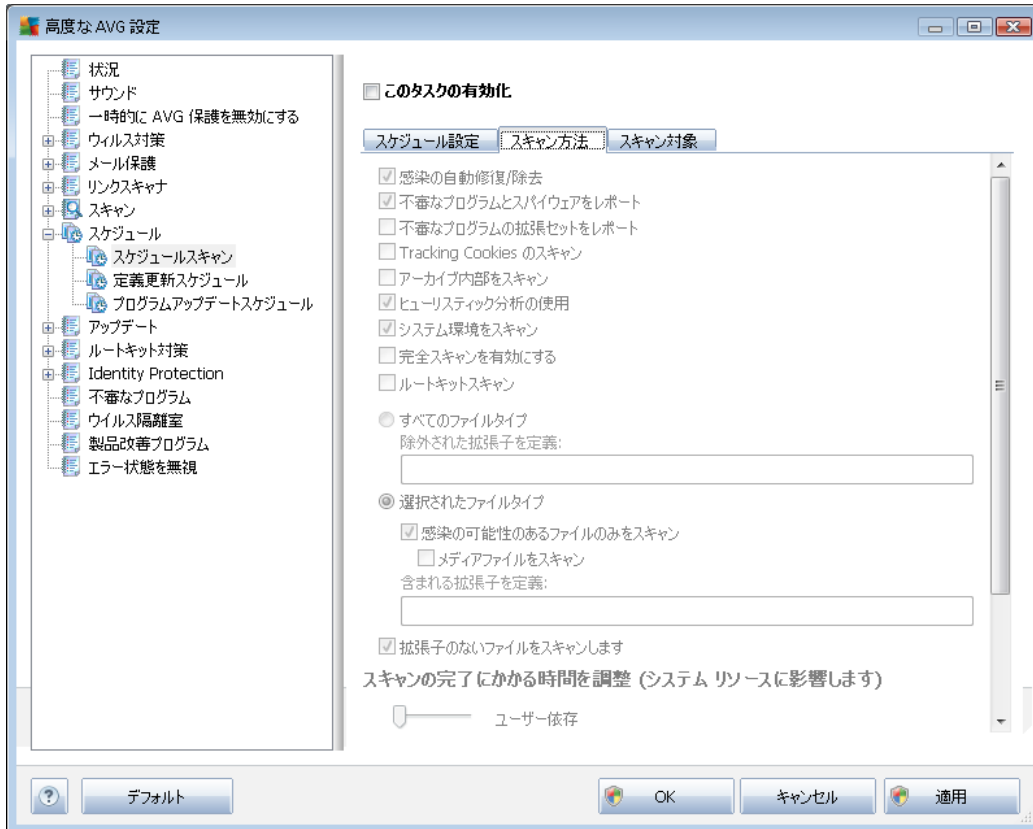 高度な AVG 設定
状況
サウンド
一時的に AVG 保護を無効にする
ウィルス対策
メール保護
リンクスキャナ
スキャン
スケジュール
スケジュールスキャン
定義更新スケジュール
プログラムアップデートスケジュール
アップデート
ルートキット対策
Identity Protection
不審なプログラム
ウイルス隔離室
製品改善プログラム
エラー状態を無視
このタスクの有効化
スケジュール設定 スキャン方法 スキャン対象
感染の自動修復/除去
不審なプログラムとスパイウェアをレポート
不審なプログラムの拡張セットをレポート
Tracking Cookies のスキャン
アーカイブ内部をスキャン
ヒューリスティック分析の使用
システム環境をスキャン
完全スキャンを有効にする
ルートキットスキャン
すべてのファイルタイプ
除外された拡張子を定義:
選択されたファイルタイプ
感染の可能性のあるファイルのみをスキャン
メディアファイルをスキャン
含まれる拡張子を定義:
拡張子のないファイルをスキャンします
スキャンの完了にかかる時間を調整 (システム リソースに影響します)
ユーザー依存
? デフォルト OK キャンセル 適用